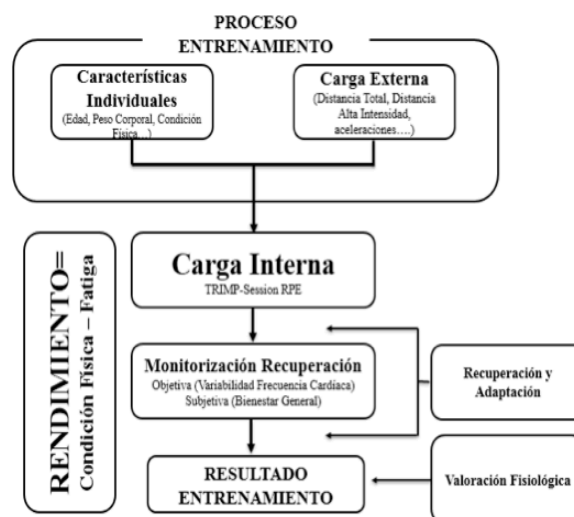 PROCESO
ENTRENAMIENTO
Características
Individuales
(Edad, Peso Corporal, Condición
Física...)
Carga Externa
(Distancia Total, Distancia
Alta Intensidad,
aceleraciones....)
RENDIMIENTO=
Condición Física – Fatiga
Carga Interna
TRIMP-Session RPE
Monitorización Recuperación
Objetiva (Variabilidad Frecuencia Cardiaca)
Subjetiva (Bienestar General)
Recuperación y
Adaptación
RESULTADO
ENTRENAMIENTO
Valoración Fisiológica